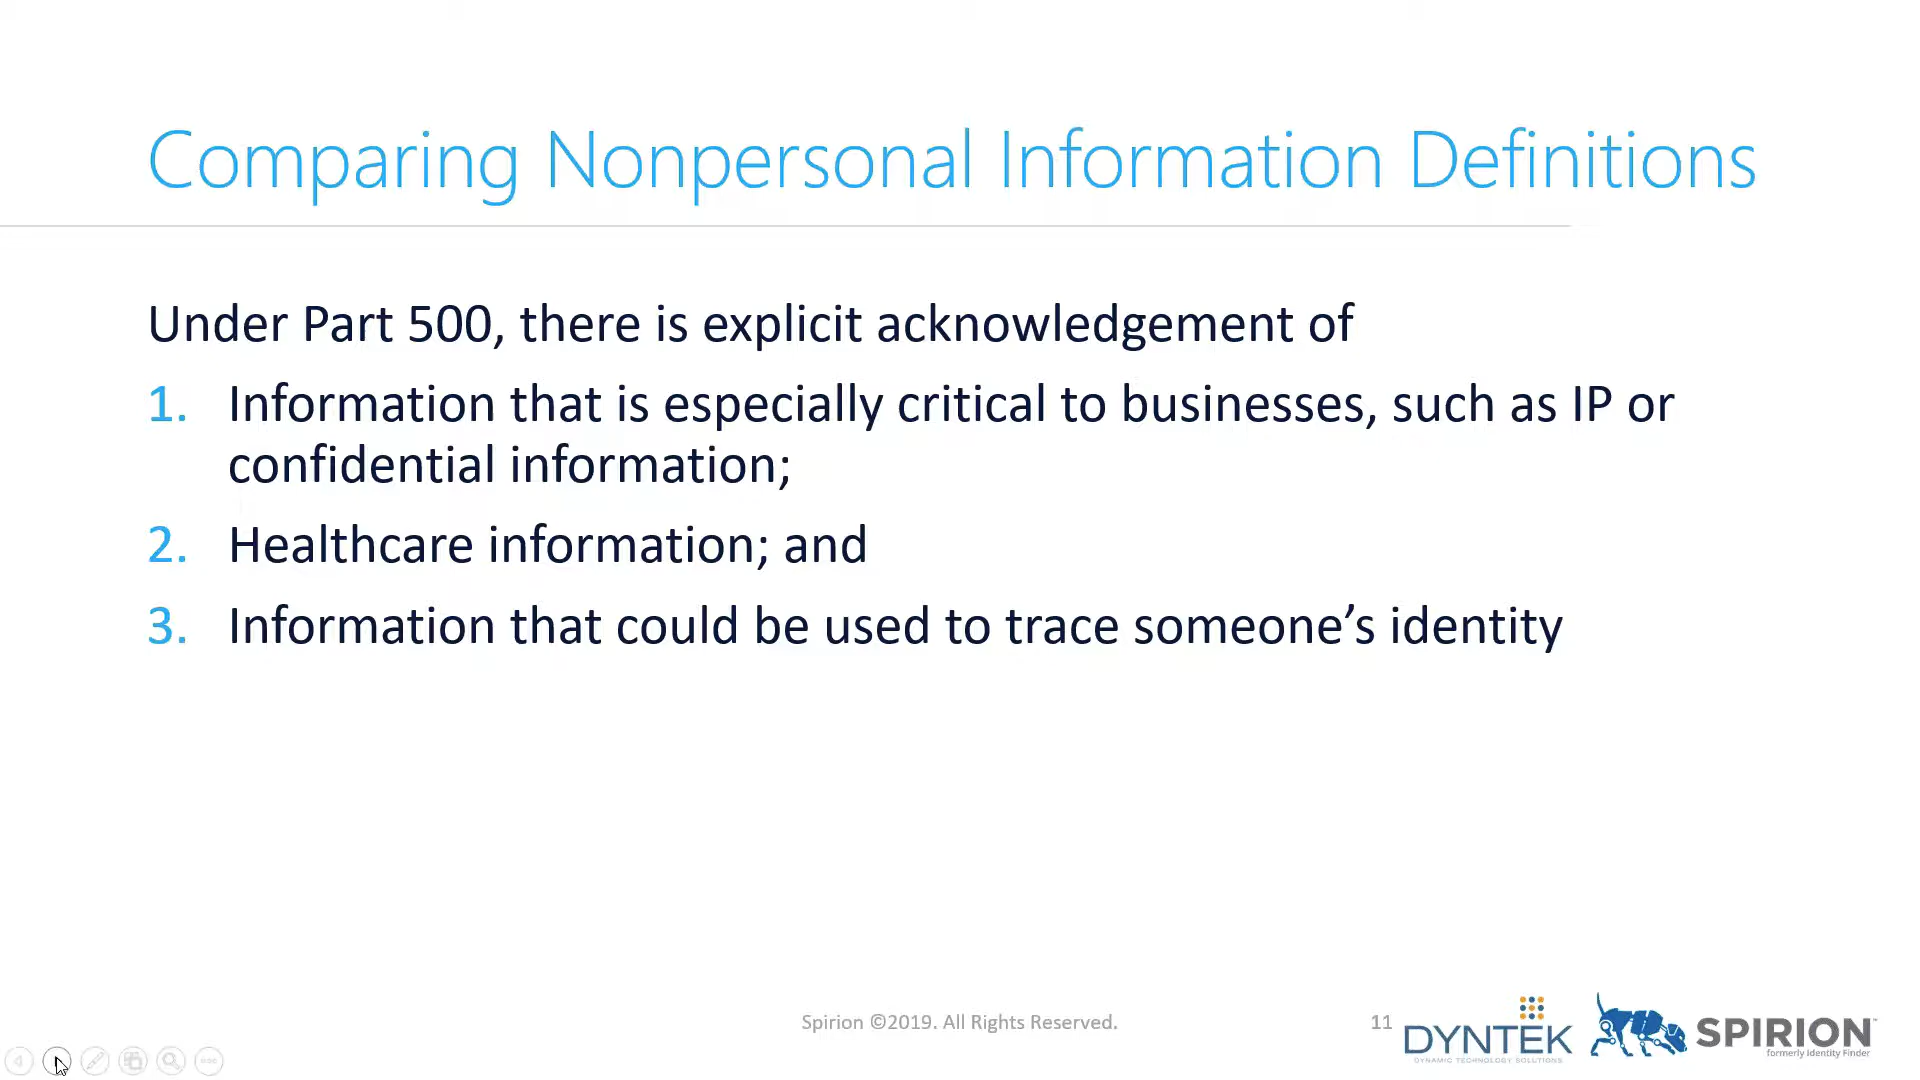 Comparing Nonpersonal Information Definitions
Under Part 500, there is explicit acknowledgement of
1. Information that is especially critical to businesses, such as IP or
confidential information;
2. Healthcare information; and
3. Information that could be used to trace someone’s identity
Spirion ©2019. All Rights Reserved.
11
DYNTEK
DYNAMIC TECHNOLOGY SOLUTIONS
SPIRION™
formerly Identity Finder